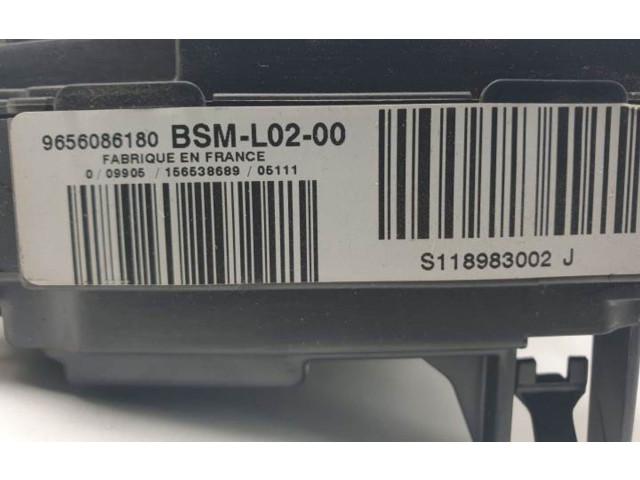 9656086180 BSM-L02-00
FABRIQUE EN FRANCE
0 / 09905 / 156538689 / 05111
S118983002 J